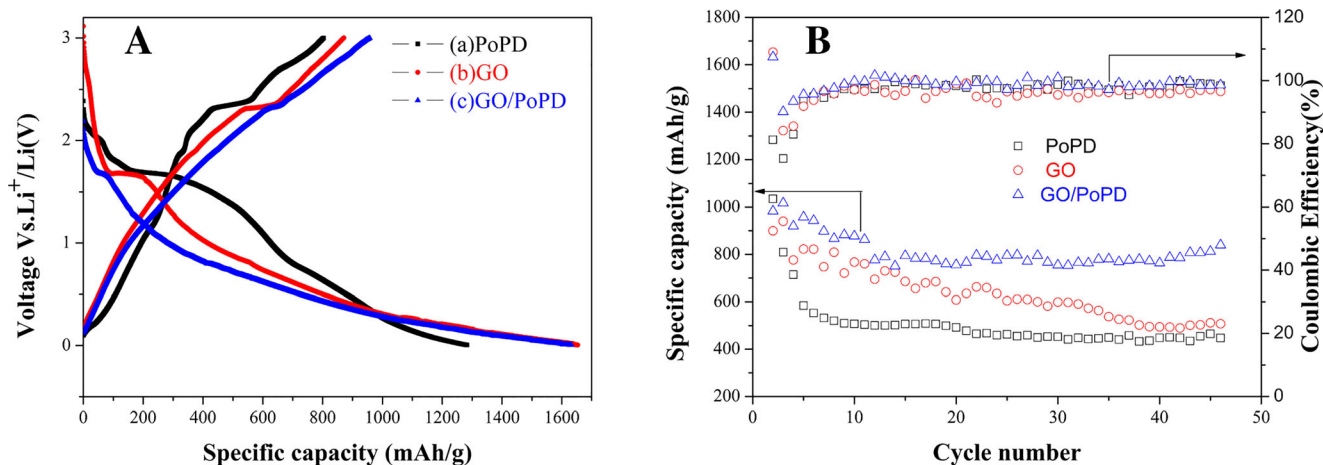 A
(a)PoPD
(b)GO
(c)GO/PoPD
Voltage Vs.Li⁺/Li(V)
3
2
1
0
0 200 400 600 800 1000 1200 1400 1600
Specific capacity (mAh/g)
B
PoPD
GO
GO/PoPD
Specific capacity (mAh/g)
1800
1600
1400
1200
1000
800
600
400
200
0 10 20 30 40 50
Cycle number
120
100
80
60
40
20
0
Coulombic Efficiency(%)